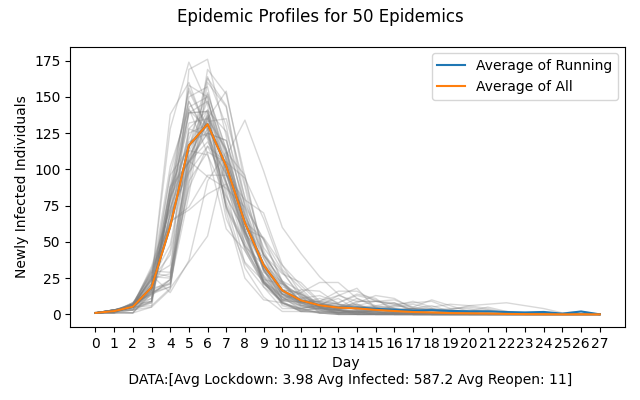 Epidemic Profiles for 50 Epidemics
Average of Running
Average of All
Newly Infected Individuals
175
150
125
100
75
50
25
0
0 1 2 3 4 5 6 7 8 9 10 11 12 13 14 15 16 17 18 19 20 21 22 23 24 25 26 27
Day
DATA:[Avg Lockdown: 3.98 Avg Infected: 587.2 Avg Reopen: 11]